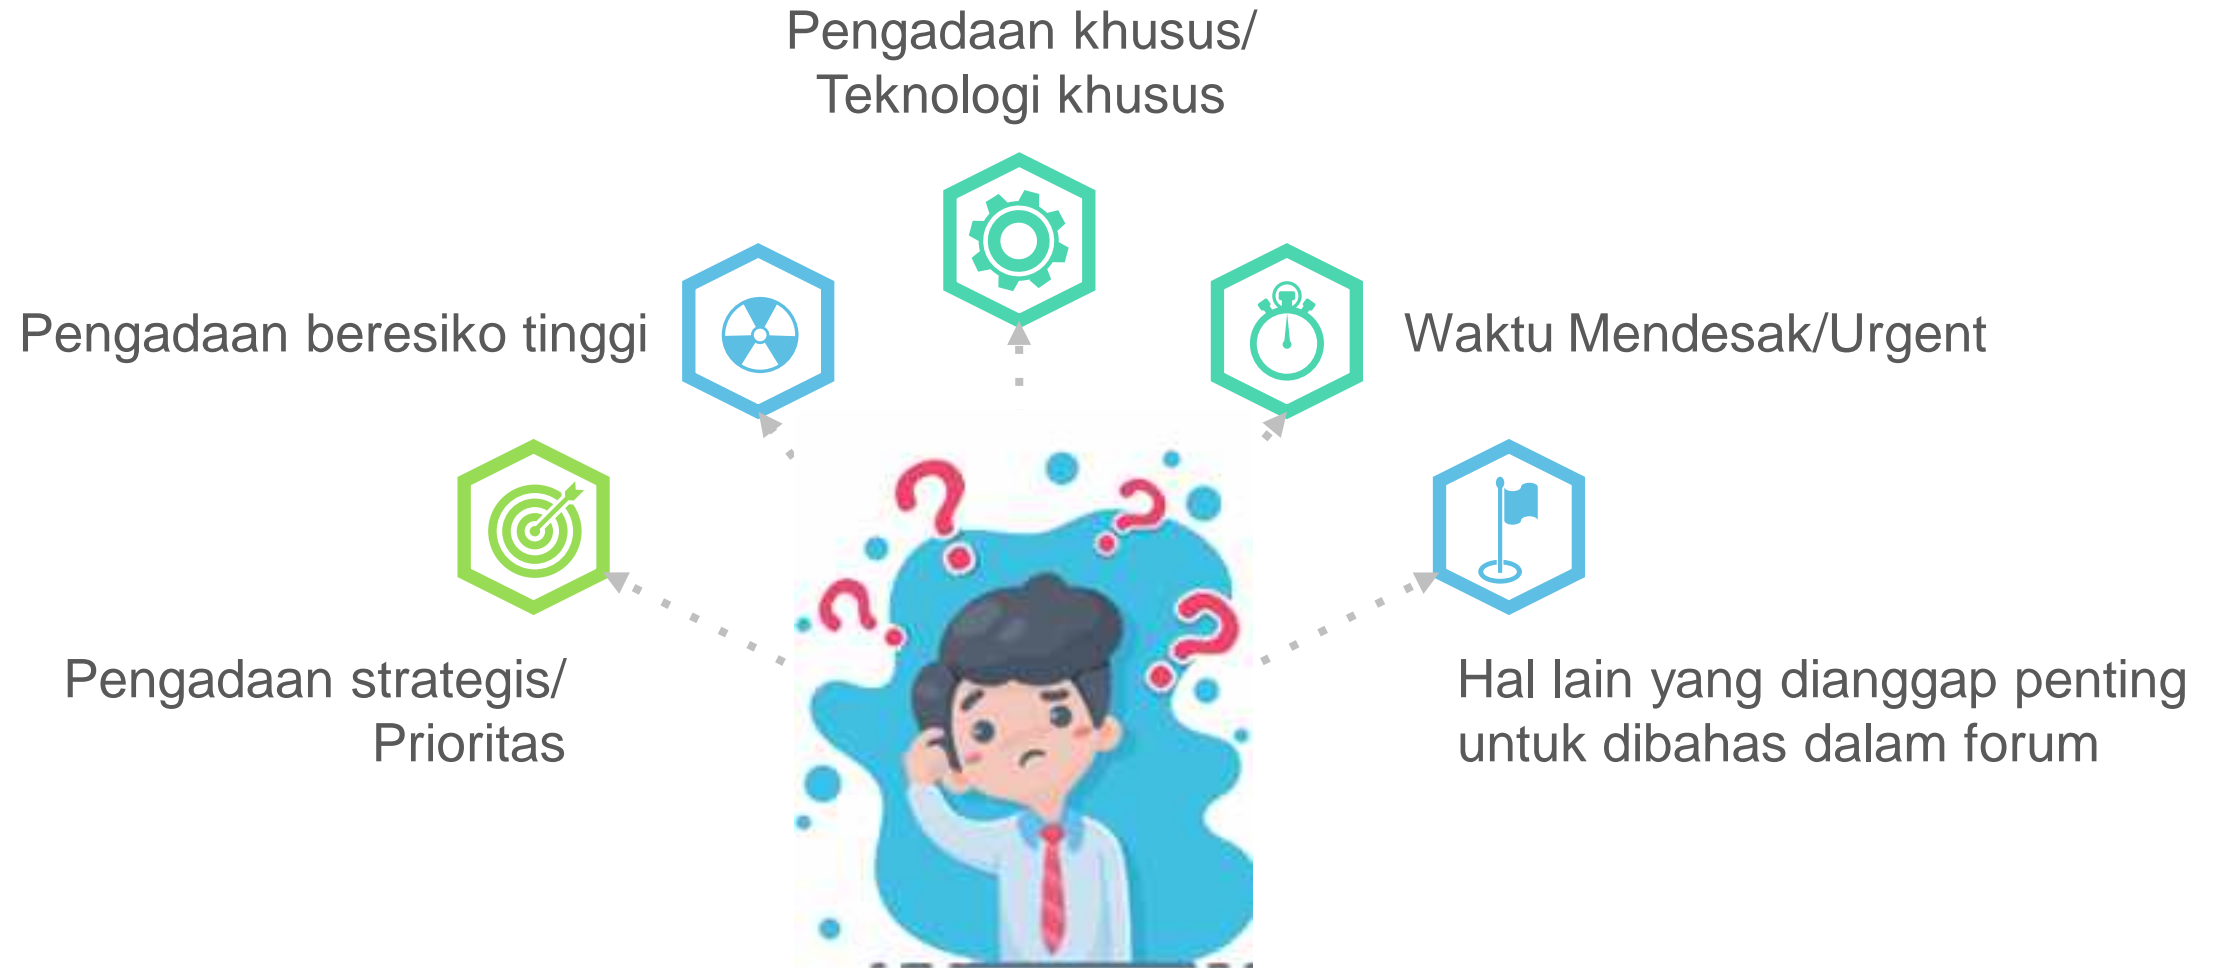 Pengadaan khusus/
Teknologi khusus
Pengadaan beresiko tinggi
Waktu Mendesak/Urgent
Pengadaan strategis/
Prioritas
Hal lain yang dianggap penting
untuk dibahas dalam forum